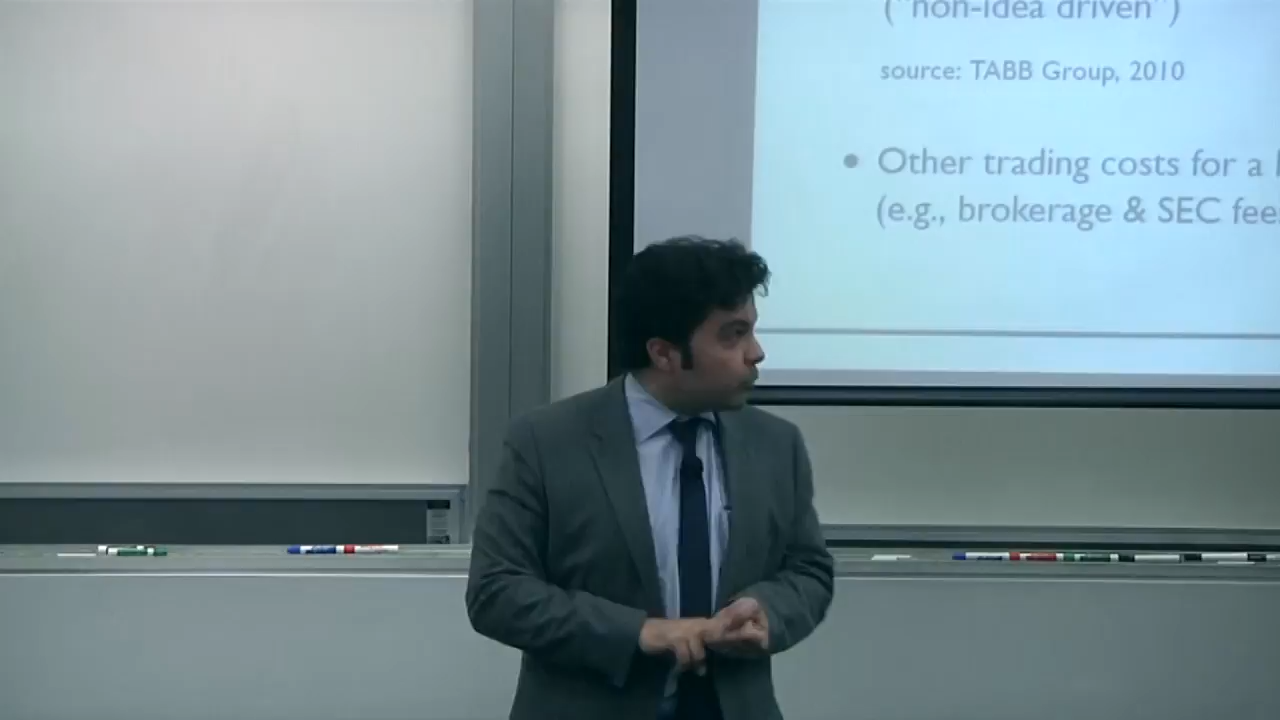 ("non-idea driven")
source: TABB Group, 2010
• Other trading costs for a
(e.g., brokerage & SEC fee